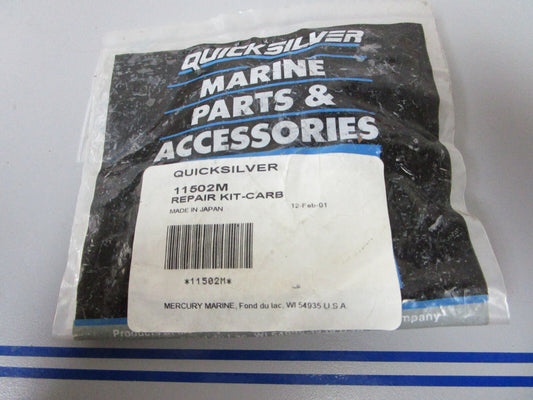 QUICKSILVER
MARINE
PARTS &
ACCESSORIES
QUICKSILVER
11502M
REPAIR KIT-CARB
MADE IN JAPAN 12-Feb-01
*11502M*
MERCURY MARINE, Fond du lac, WI 54935 U.S.A.
Company